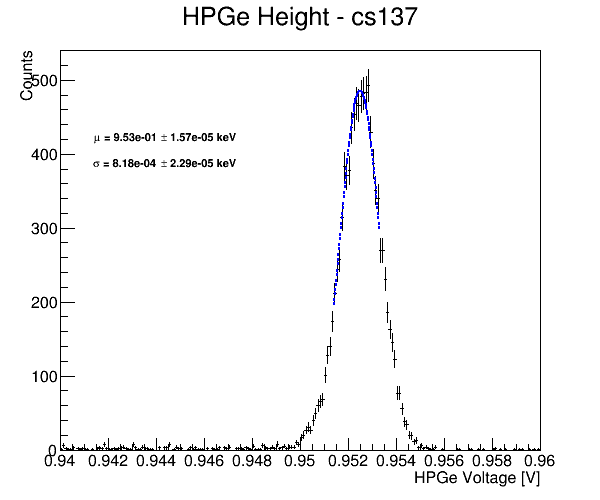 HPGe Height - cs137
Counts
500
μ = 9.53e-01 ± 1.57e-05 keV
400
σ = 8.18e-04 ± 2.29e-05 keV
300
200
100
0
0.94 0.942 0.944 0.946 0.948 0.95 0.952 0.954 0.956 0.958 0.96
HPGe Voltage [V]